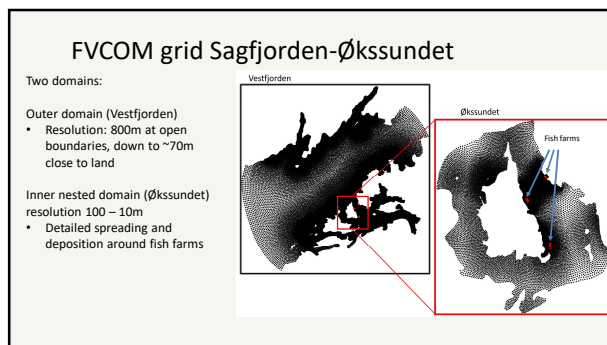 FVCOM grid Sagfjorden-Økssundet
Two domains:
Outer domain (Vestfjorden)
• Resolution: 800m at open
boundaries, down to ~70m
close to land
Inner nested domain (Økssundet)
resolution 100 – 10m
• Detailed spreading and
deposition around fish farms
Vestfjorden
Økssundet
Fish farms